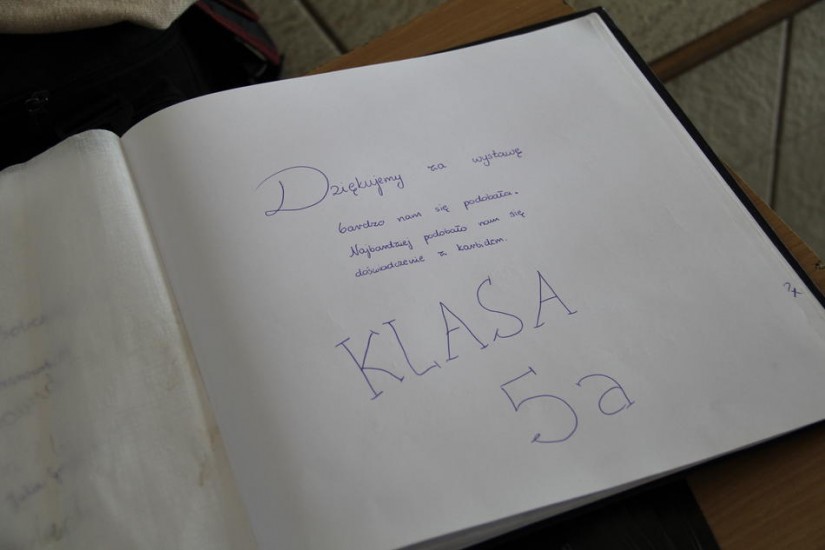 Dziękujemy za wystawę
bardzo nam się podobała.
Najbardziej podobało nam się
doświadczenie z karbidem.
KLASA
5a